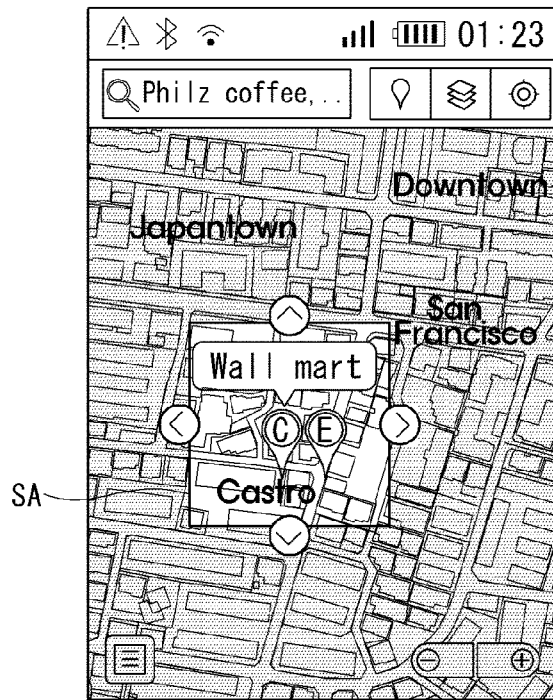 01:23
Philz coffee,..
Downtown
Japantown
San
Francisco
Wall mart
C E
Castro
SA